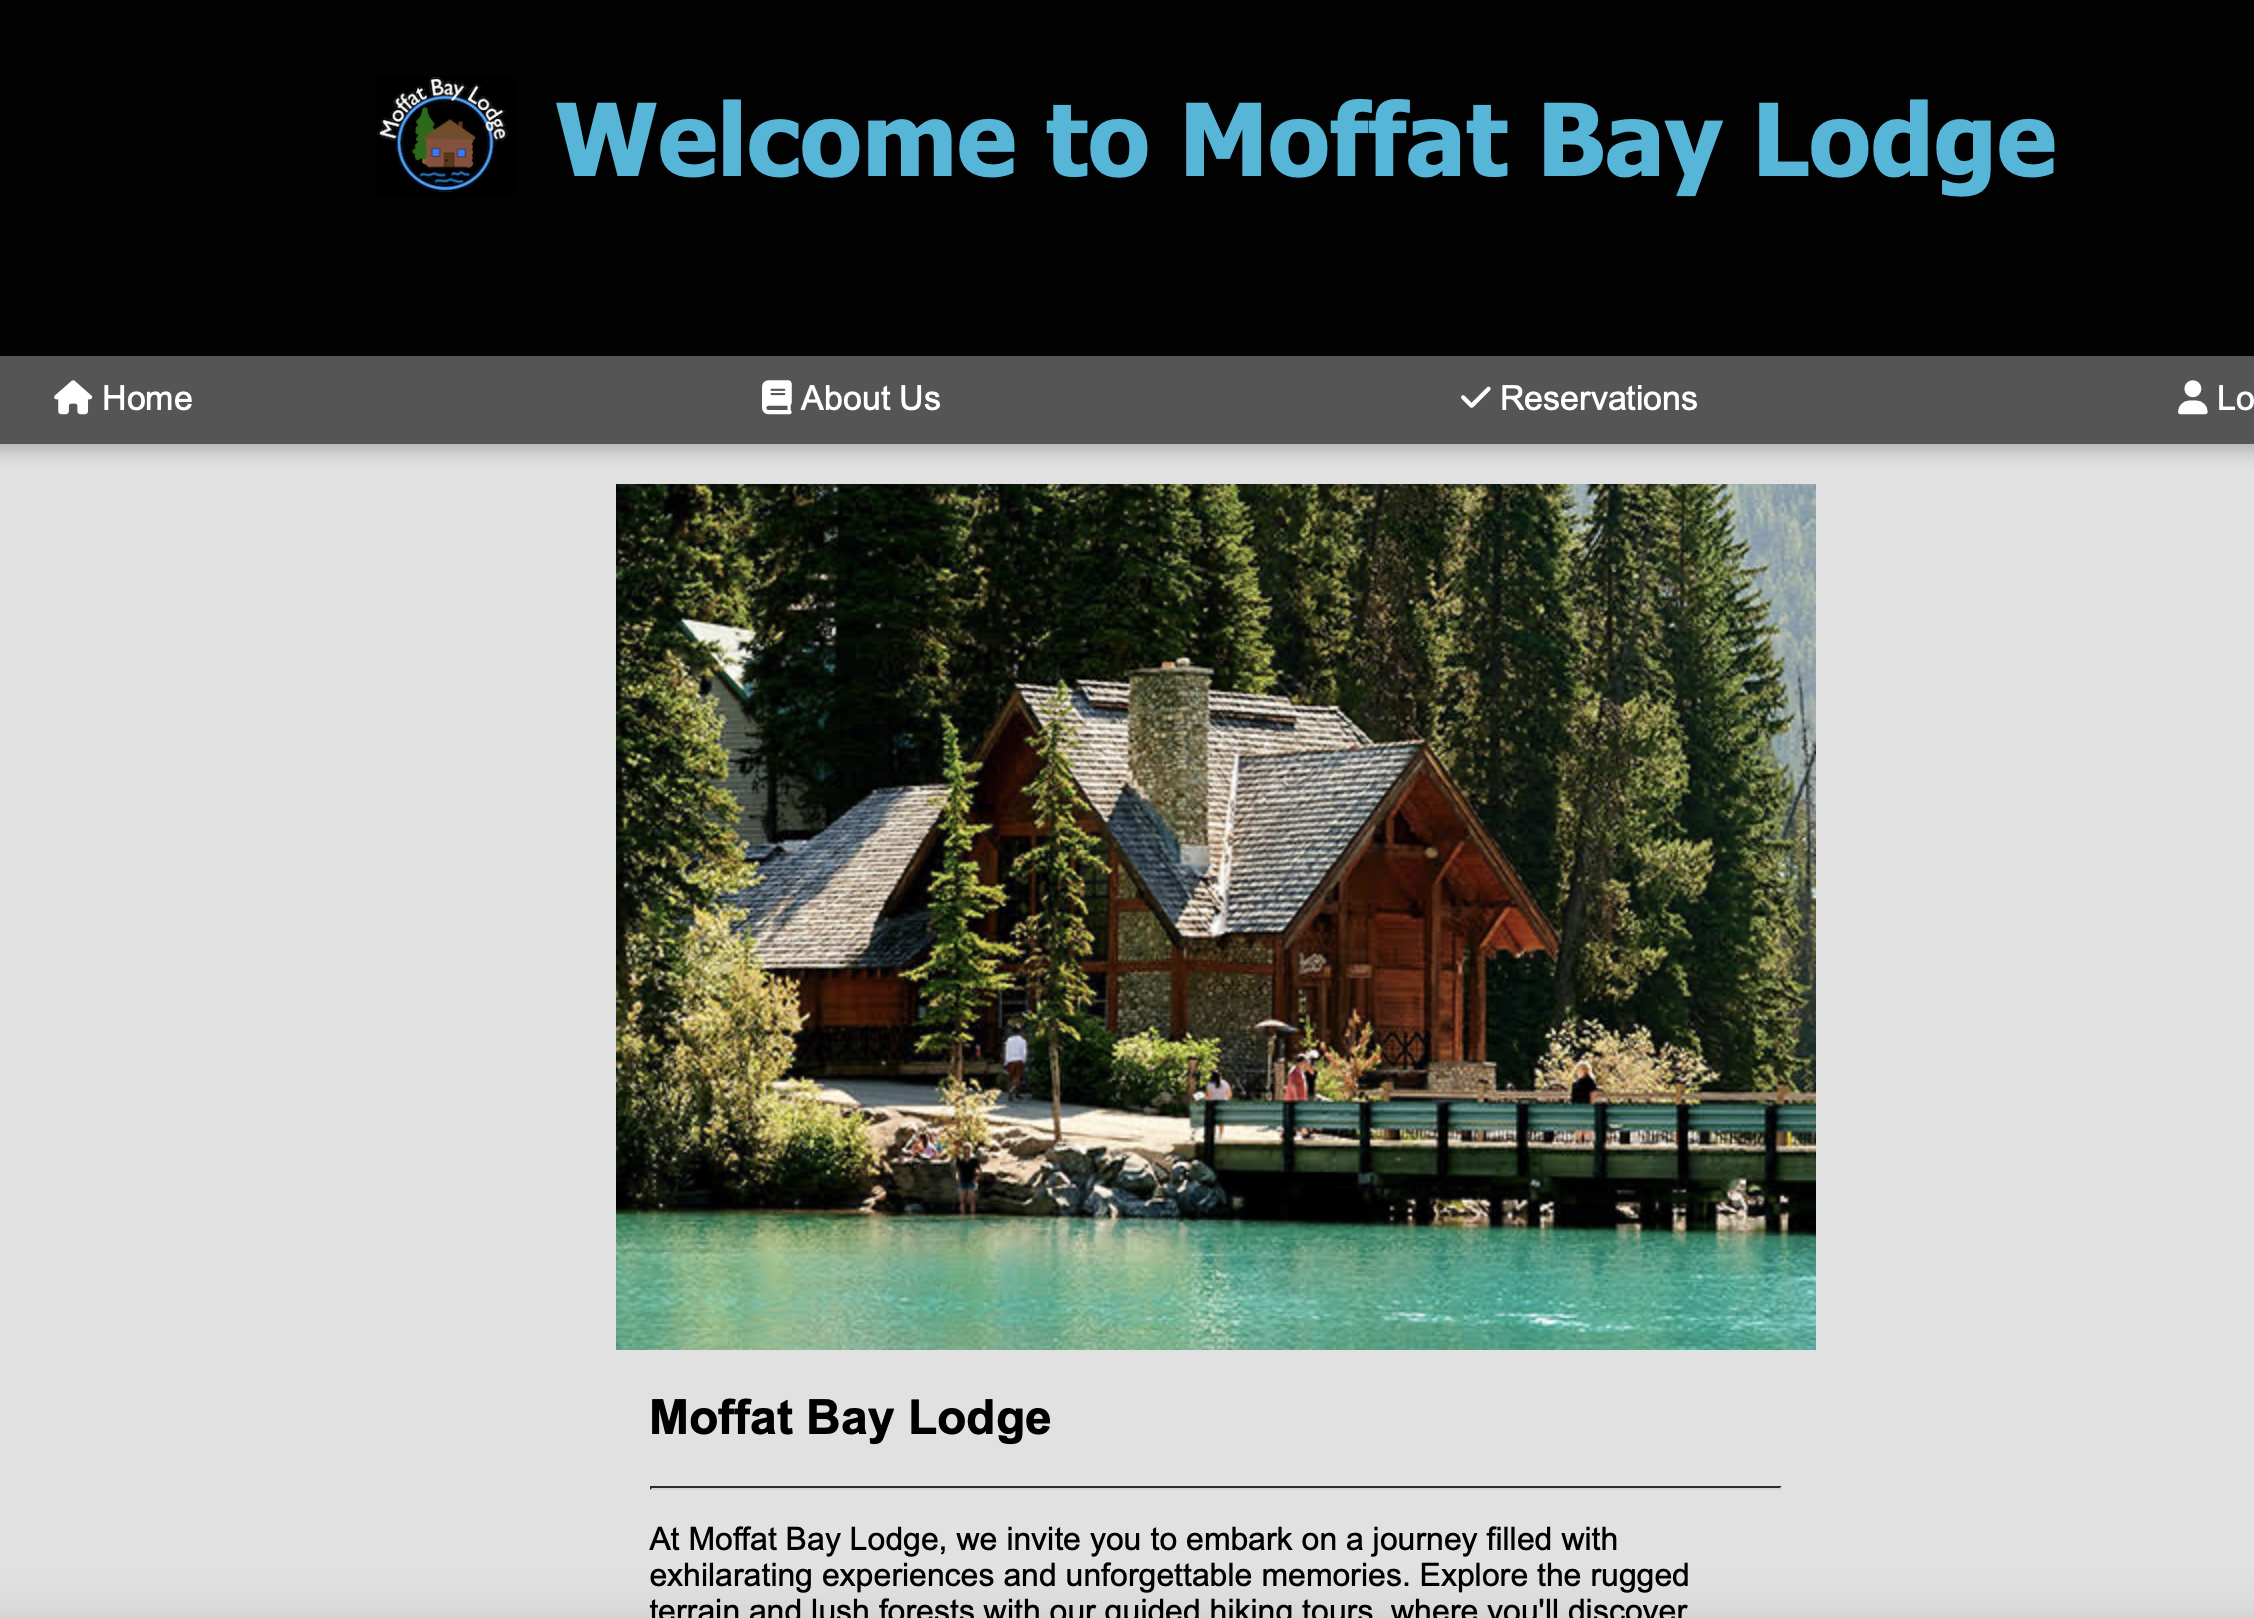 Moffat Bay Lodge
Welcome to Moffat Bay Lodge
Home
About Us
Reservations
Lo
Moffat Bay Lodge
At Moffat Bay Lodge, we invite you to embark on a journey filled with
exhilarating experiences and unforgettable memories. Explore the rugged
terrain and lush forests with our guided hiking tours, where you'll discover